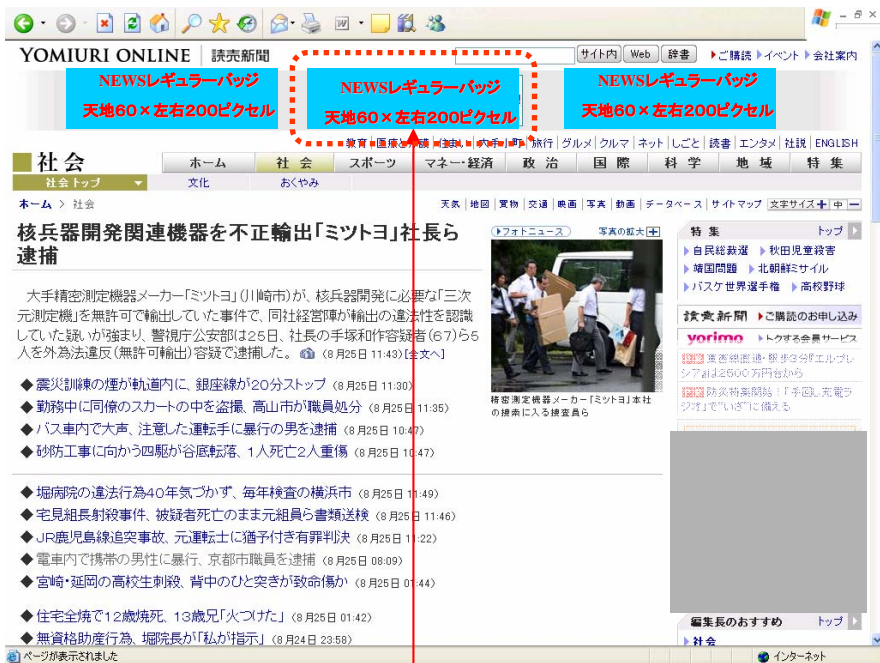 YOMIURI ONLINE 読売新聞
サイト内 Web 辞書 ご購読 イベント 会社案内
NEWSレギュラーバッジ
天地60×左右200ピクセル
NEWSレギュラーバッジ
天地60×左右200ピクセル
NEWSレギュラーバッジ
天地60×左右200ピクセル
教育 医療と介護 住まい 大手小町 旅行 グルメ クルマ ネット しごと 読書 エンタメ 社説 ENGLISH
社会
ホーム 社会 スポーツ マネー・経済 政治 国際 科学 地域 特集
社会トップ 文化 おくやみ
ホーム > 社会
天気 地図 買物 交通 映画 写真 動画 データベース サイトマップ 文字サイズ 中
核兵器開発関連機器を不正輸出「ミツトヨ」社長ら
逮捕
大手精密測定機器メーカー「ミツトヨ」(川崎市)が、核兵器開発に必要な「三次
元測定機」を無許可で輸出していた事件で、同社経営陣が輸出の違法性を認識
していた疑いが強まり、警視庁公安部は25日、社長の手塚和作容疑者(67)ら5
人を外為法違反(無許可輸出)容疑で逮捕した。 (8月25日 11:43)[全文へ]
フォトニュース 写真の拡大
精密測定機器メーカー「ミツトヨ」本社
の捜索に入る捜査員ら
◆震災訓練の煙が軌道内に、銀座線が20分ストップ (8月25日 11:30)
◆勤務中に同僚のスカートの中を盗撮、高山市が職員処分 (8月25日 11:35)
◆バス車内で大声、注意した運転手に暴行の男を逮捕 (8月25日 10:47)
◆砂防工事に向かう四駆が谷底転落、1人死亡2人重傷 (8月25日 10:47)
◆堀病院の違法行為40年気づかず、毎年検査の横浜市 (8月25日 11:49)
◆宅見組長射殺事件、被疑者死亡のまま元組員ら書類送検 (8月25日 11:46)
◆JR鹿児島線追突事故、元運転士に猶予付き有罪判決 (8月25日 11:22)
◆電車内で携帯の男性に暴行、京都市職員を逮捕 (8月25日 08:09)
◆宮崎・延岡の高校生刺殺、背中のひと突きが致命傷か (8月25日 01:44)
◆住宅全焼で12歳焼死、13歳兄「火つけた」 (8月25日 01:42)
◆無資格助産行為、堀院長が「私が指示」 (8月24日 23:58)
特集 トップ
自民総裁選 秋田児童殺害
靖国問題 北朝鮮ミサイル
バスケ世界選手権 高校野球
読売新聞 ご購読のお申し込み
yorimo トクする会員サービス
編集長のおすすめ トップ
社会
ページが表示されました
インターネット